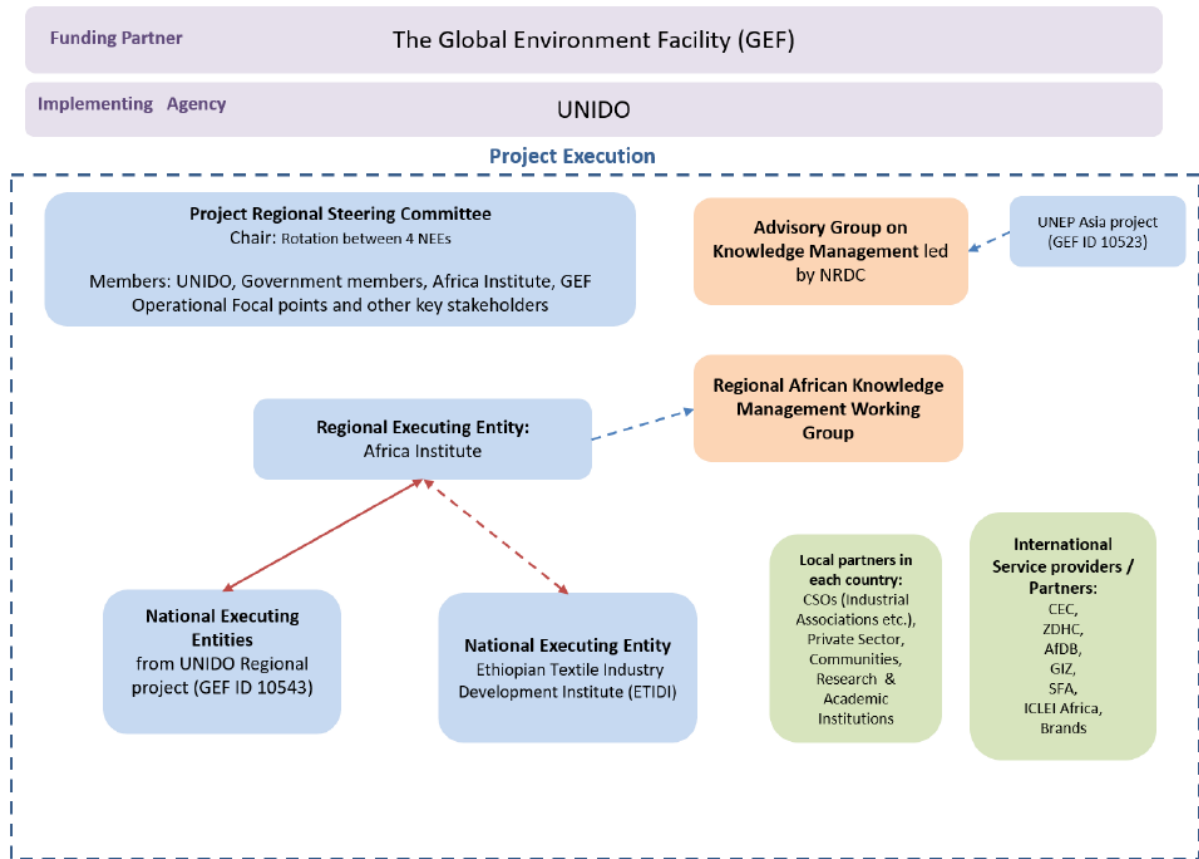 Funding Partner
The Global Environment Facility (GEF)
Implementing Agency
UNIDO
Project Execution
Project Regional Steering Committee
Chair: Rotation between 4 NEEs
Members: UNIDO, Government members, Africa Institute, GEF
Operational Focal points and other key stakeholders
Advisory Group on
Knowledge Management led
by NRDC
UNEP Asia project
(GEF ID 10523)
Regional African Knowledge
Management Working
Group
Regional Executing Entity:
Africa Institute
National Executing
Entities
from UNIDO Regional
project (GEF ID 10543)
National Executing Entity
Ethiopian Textile Industry
Development Institute (ETIDI)
Local partners in
each country:
CSOs (Industrial
Associations etc.),
Private Sector,
Communities,
Research &
Academic
Institutions
International
Service providers /
Partners:
CEC,
ZDHC,
AfDB,
GIZ,
SFA,
ICLEI Africa,
Brands